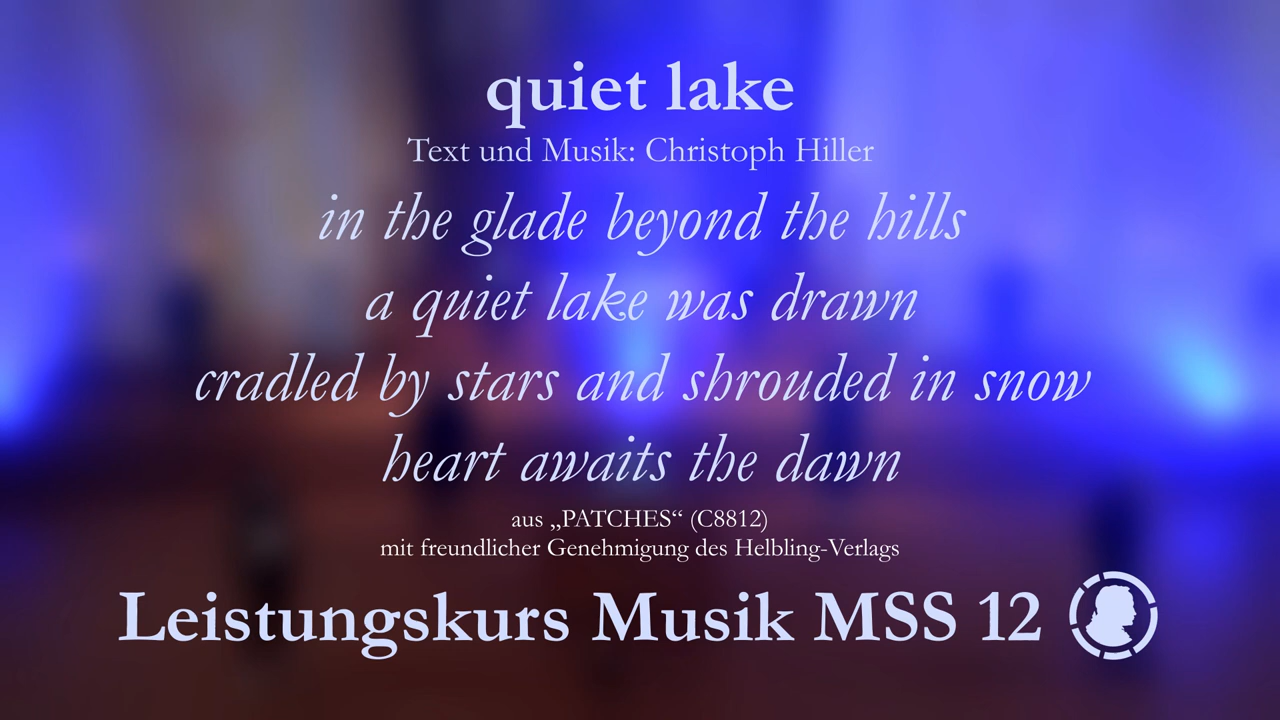 quiet lake
Text und Musik: Christoph Hiller
in the glade beyond the hills
a quiet lake was drawn
cradled by stars and shrouded in snow
heart awaits the dawn
aus „PATCHES“ (C8812)
mit freundlicher Genehmigung des Helbling-Verlags
Leistungskurs Musik MSS 12